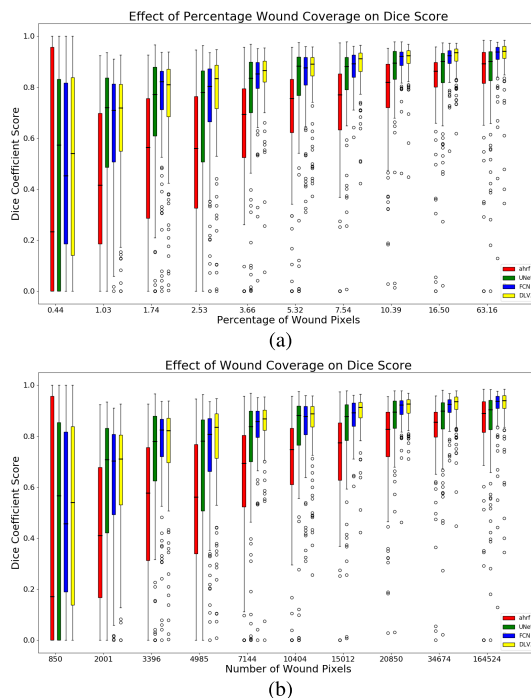 Effect of Percentage Wound Coverage on Dice Score
Dice Coefficient Score
1.0
0.8
0.6
0.4
0.2
0.0
ahrf
UNet
FCN
DLV3
0.44 1.03 1.74 2.53 3.66 5.32 7.54 10.39 16.50 63.16
Percentage of Wound Pixels
(a)
Effect of Wound Coverage on Dice Score
Dice Coefficient Score
1.0
0.8
0.6
0.4
0.2
0.0
ahrf
UNet
FCN
850 2001 3396 4985 7144 10404 15012 20850 34674 164524
Number of Wound Pixels
(b)